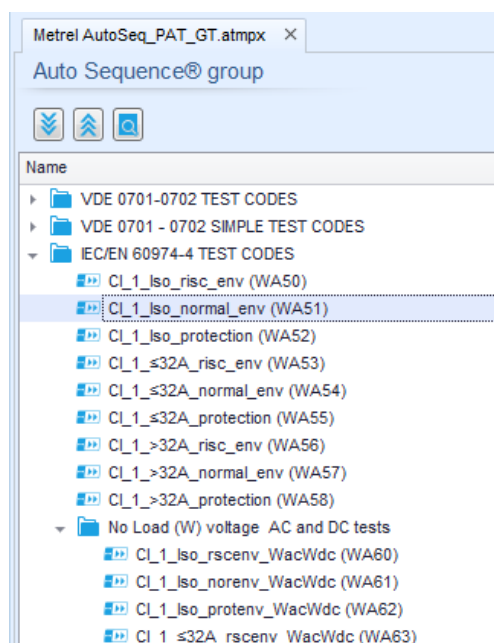 Metrel AutoSeq_PAT_GT.atmpx ×
Auto Sequence® group
Name
VDE 0701-0702 TEST CODES
VDE 0701 - 0702 SIMPLE TEST CODES
IEC/EN 60974-4 TEST CODES
Cl_1_Iso_risc_env (WA50)
Cl_1_Iso_normal_env (WA51)
Cl_1_Iso_protection (WA52)
Cl_1_≤32A_risc_env (WA53)
Cl_1_≤32A_normal_env (WA54)
Cl_1_≤32A_protection (WA55)
Cl_1_>32A_risc_env (WA56)
Cl_1_>32A_normal_env (WA57)
Cl_1_>32A_protection (WA58)
No Load (W) voltage AC and DC tests
Cl_1_Iso_rscenv_WacWdc (WA60)
Cl_1_Iso_norenv_WacWdc (WA61)
Cl_1_Iso_protenv_WacWdc (WA62)
Cl_1_≤32A_rscenv_WacWdc (WA63)